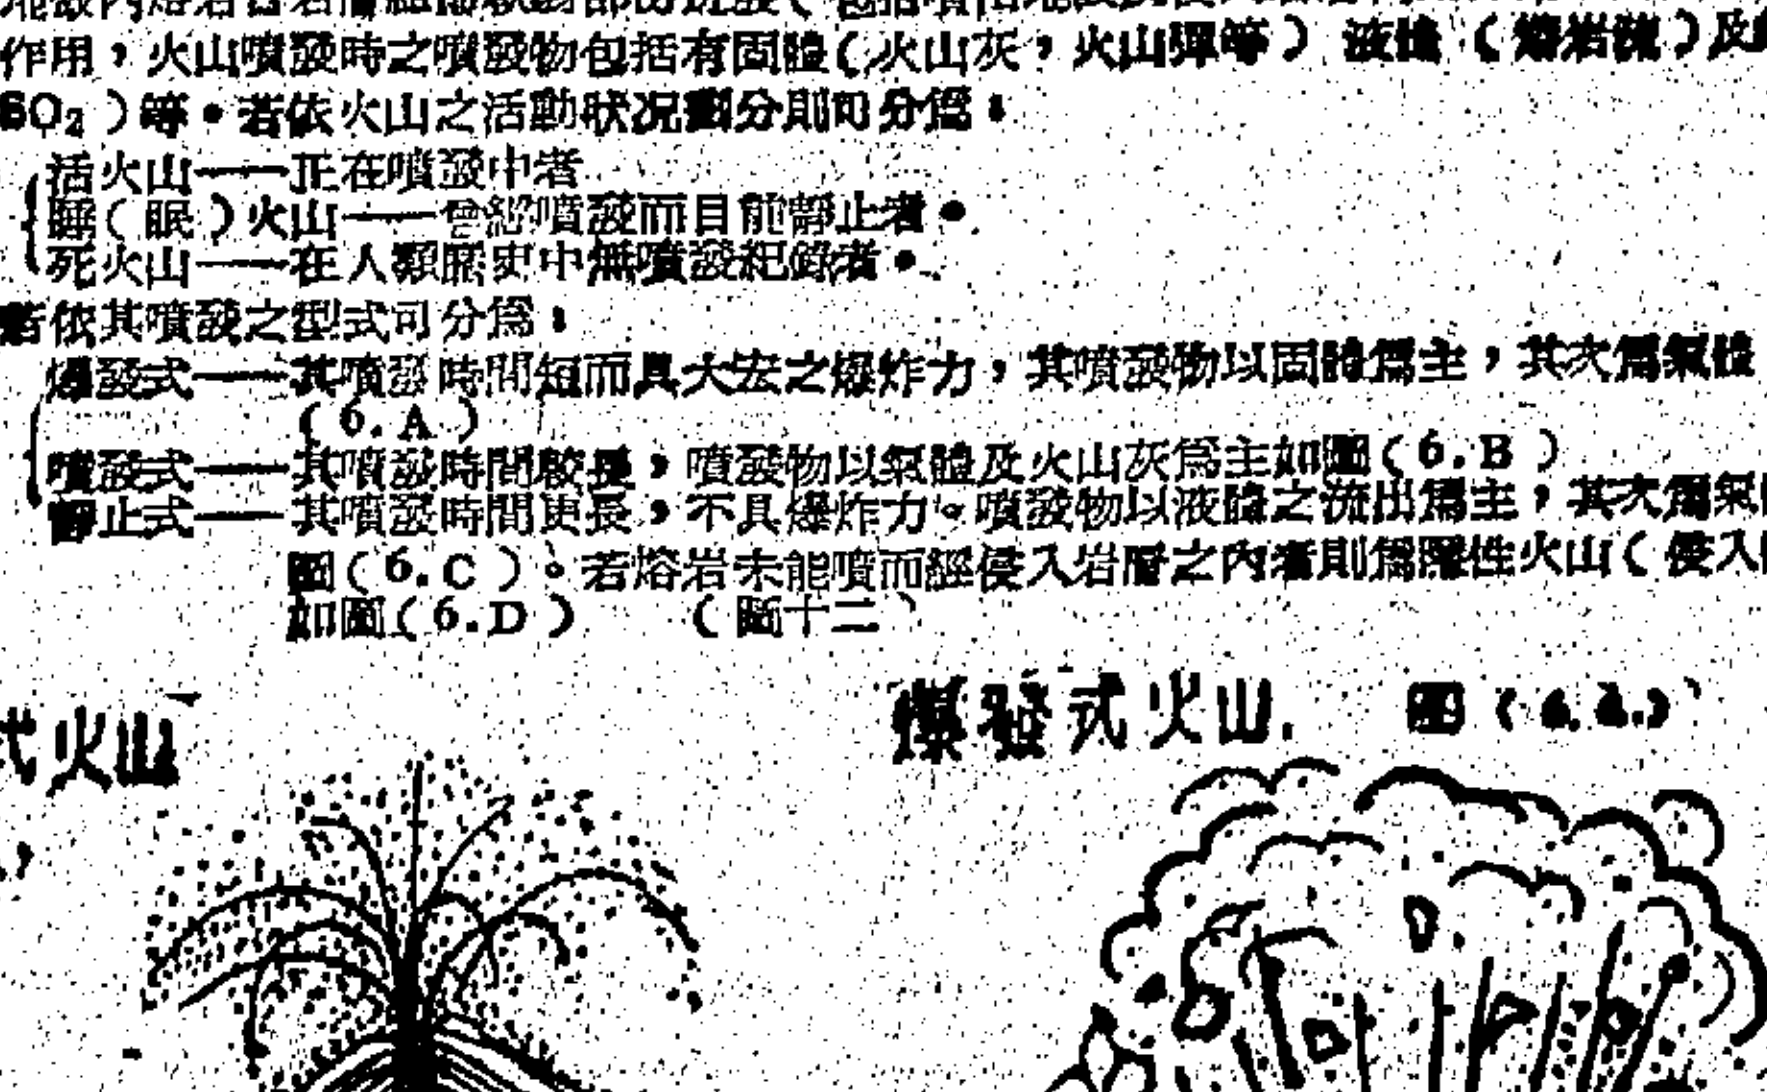 作用，火山噴發時之噴發物包括有固體（火山灰，火山彈等）液體（熔岩流）及
SO₂）等。若依火山之活動狀況劃分則可分爲：
活火山——正在噴發中者
睡（眠）火山——曾經噴發而目前靜止者。
死火山——在人類歷史中無噴發紀錄者。
若依其噴發之型式可分爲：
爆發式——其噴發時間短而具大宏之爆炸力，其噴發物以固體爲主，其次爲氣體
（6.A）
噴發式——其噴發時間較長，噴發物以氣體及火山灰爲主如圖（6.B）
靜止式——其噴發時間更長，不具爆炸力。噴發物以液體之流出爲主，其次爲氣
圖（6.C）。若熔岩未能噴而經侵入岩層之內者則爲隱性火山（侵入
如圖（6.D）　（圖十二）
式火山
爆發式火山. 圖（6.A.）